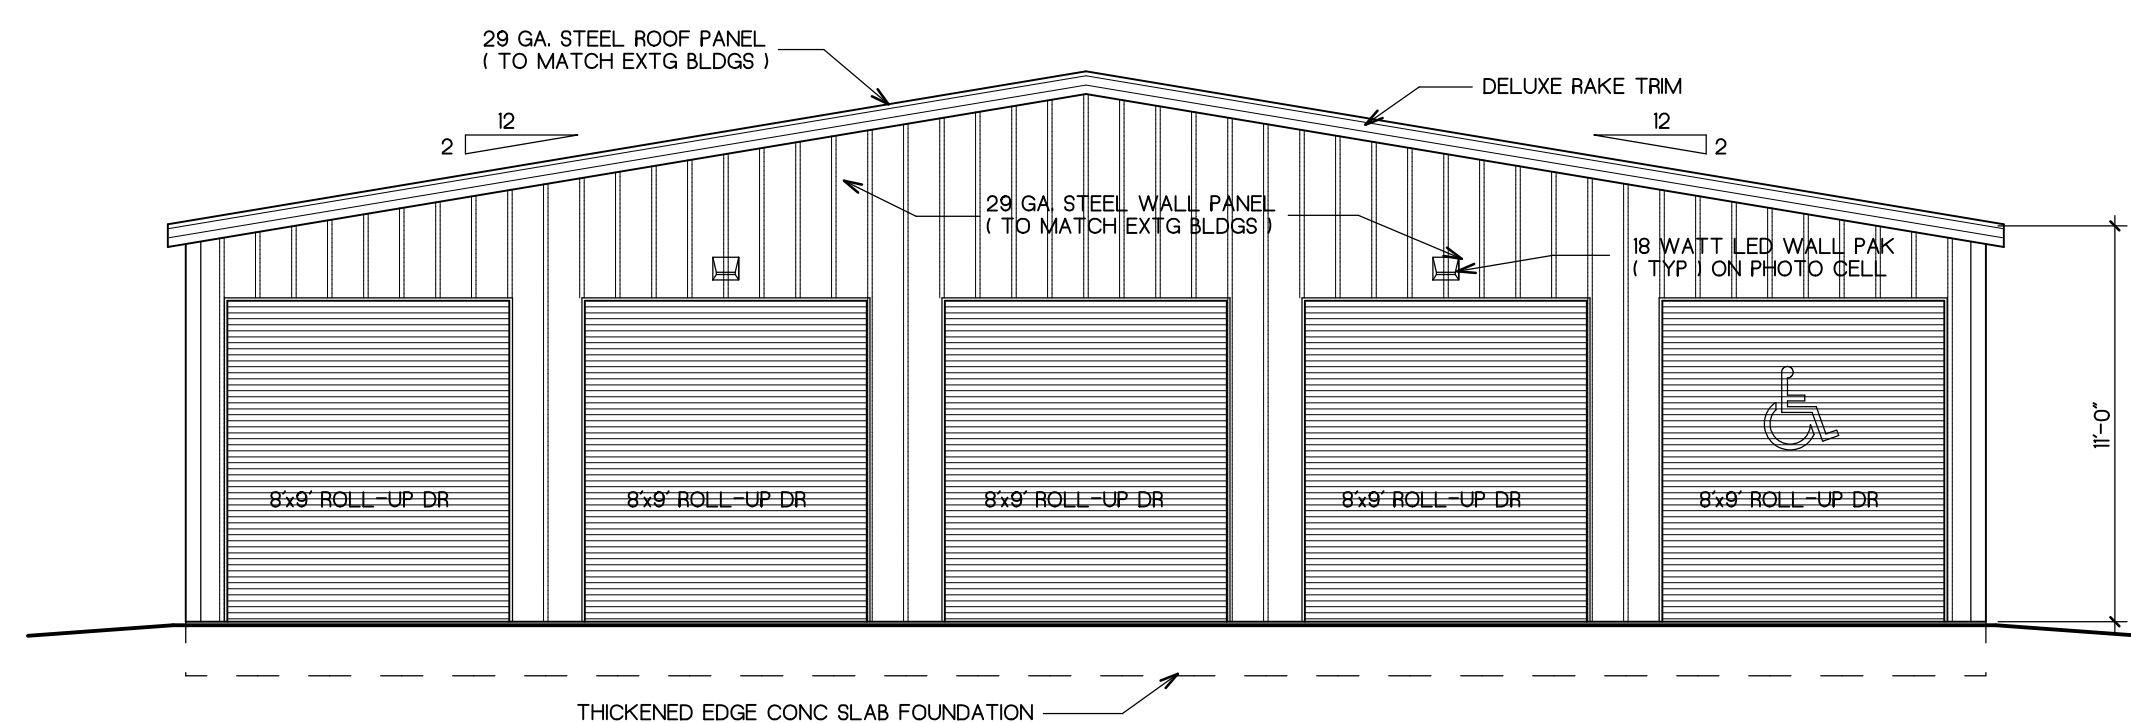 29 GA. STEEL ROOF PANEL
( TO MATCH EXTG BLDGS )
DELUXE RAKE TRIM
12
2
12
2
29 GA. STEEL WALL PANEL
( TO MATCH EXTG BLDGS )
18 WATT LED WALL PAK
( TYP ) ON PHOTO CELL
11'-0"
8'x9' ROLL-UP DR
8'x9' ROLL-UP DR
8'x9' ROLL-UP DR
8'x9' ROLL-UP DR
8'x9' ROLL-UP DR
THICKENED EDGE CONC SLAB FOUNDATION